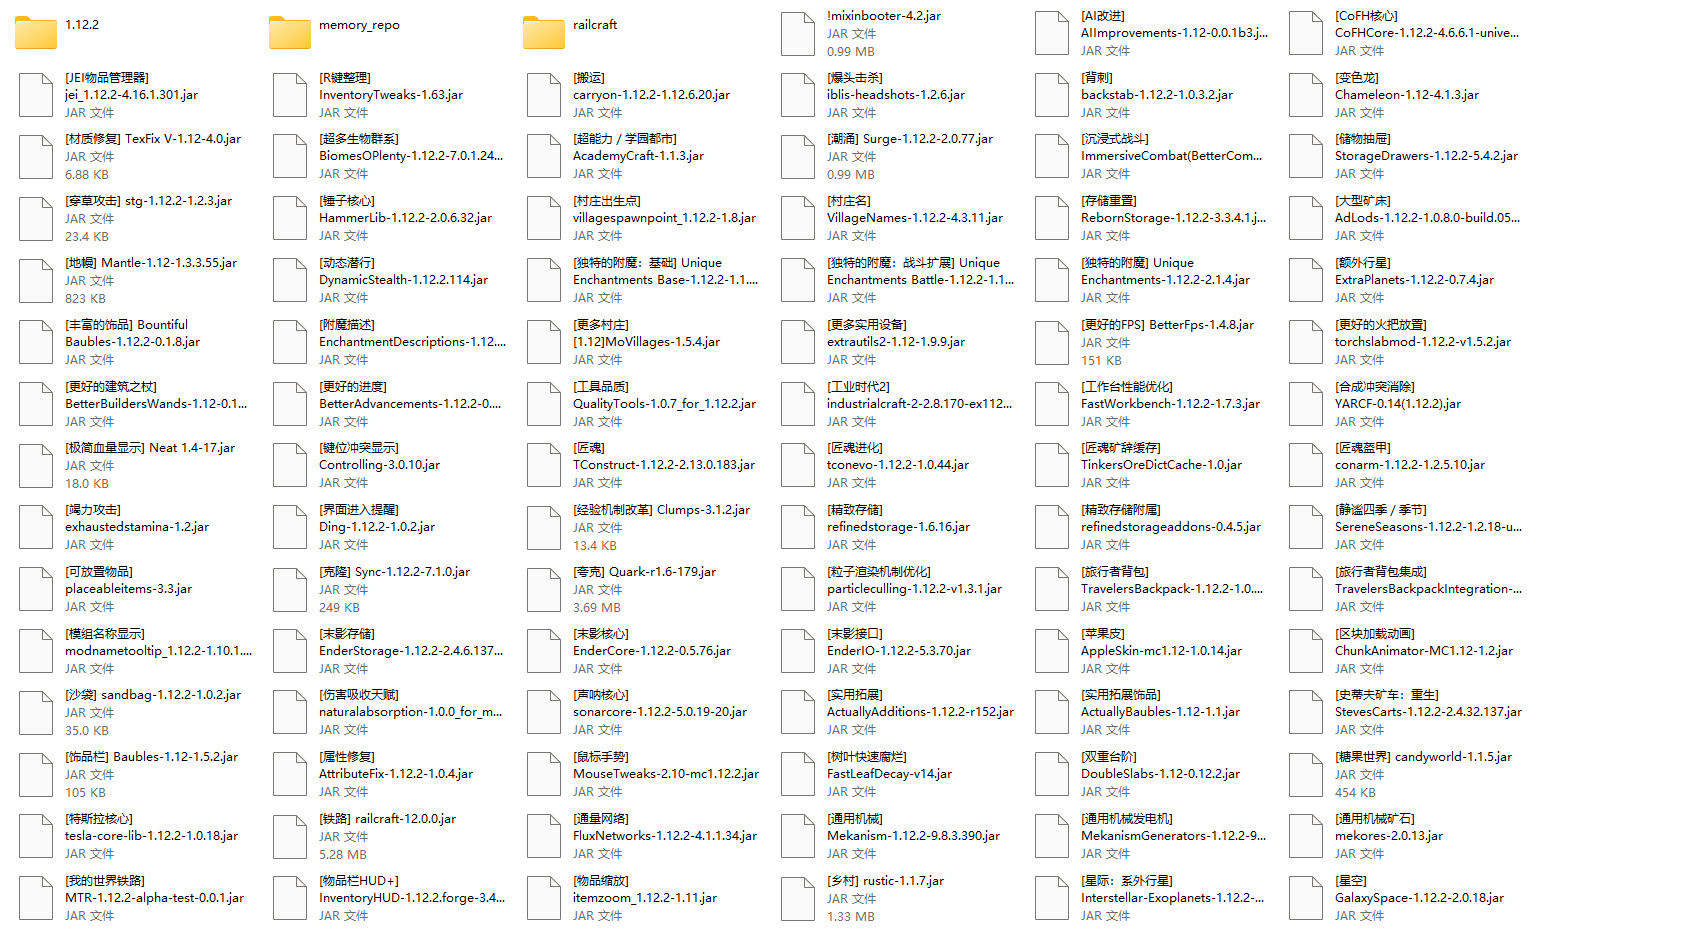 1.12.2
memory_repo
railcraft
!mixinbooter-4.2.jar
JAR 文件
0.99 MB
[AI改进]
AIImprovements-1.12-0.0.1b3.j...
JAR 文件
[CoFH核心]
CoFHCore-1.12.2-4.6.6.1-unive...
JAR 文件
[JEI物品管理器]
jei_1.12.2-4.16.1.301.jar
JAR 文件
[R键整理]
InventoryTweaks-1.63.jar
JAR 文件
[搬运]
carryon-1.12.2-1.12.6.20.jar
JAR 文件
[爆头击杀]
iblis-headshots-1.2.6.jar
JAR 文件
[背刺]
backstab-1.12.2-1.0.3.2.jar
JAR 文件
[变色龙]
Chameleon-1.12-4.1.3.jar
JAR 文件
[材质修复] TexFix V-1.12-4.0.jar
JAR 文件
6.88 KB
[超多生物群系]
BiomesOPlenty-1.12.2-7.0.1.24...
JAR 文件
[超能力 / 学园都市]
AcademyCraft-1.1.3.jar
JAR 文件
[潮涌] Surge-1.12.2-2.0.77.jar
JAR 文件
0.99 MB
[沉浸式战斗]
ImmersiveCombat(BetterCom...
JAR 文件
[储物抽屉]
StorageDrawers-1.12.2-5.4.2.jar
JAR 文件
[穿草攻击] stg-1.12.2-1.2.3.jar
JAR 文件
23.4 KB
[锤子核心]
HammerLib-1.12.2-2.0.6.32.jar
JAR 文件
[村庄出生点]
villagespawnpoint_1.12.2-1.8.jar
JAR 文件
[村庄名]
VillageNames-1.12.2-4.3.11.jar
JAR 文件
[存储重置]
RebornStorage-1.12.2-3.3.4.1.j...
JAR 文件
[大型矿床]
AdLods-1.12.2-1.0.8.0-build.05...
JAR 文件
[地幔] Mantle-1.12-1.3.3.55.jar
JAR 文件
823 KB
[动态潜行]
DynamicStealth-1.12.2.114.jar
JAR 文件
[独特的附魔：基础] Unique
Enchantments Base-1.12.2-1.1....
JAR 文件
[独特的附魔：战斗扩展] Unique
Enchantments Battle-1.12.2-1.1...
JAR 文件
[独特的附魔] Unique
Enchantments-1.12.2-2.1.4.jar
JAR 文件
[额外行星]
ExtraPlanets-1.12.2-0.7.4.jar
JAR 文件
[丰富的饰品] Bountiful
Baubles-1.12.2-0.1.8.jar
JAR 文件
[附魔描述]
EnchantmentDescriptions-1.12....
JAR 文件
[更多村庄]
[1.12]MoVillages-1.5.4.jar
JAR 文件
[更多实用设备]
extrautils2-1.12-1.9.9.jar
JAR 文件
[更好的FPS] BetterFps-1.4.8.jar
JAR 文件
151 KB
[更好的火把放置]
torchslabmod-1.12.2-v1.5.2.jar
JAR 文件
[更好的建筑之杖]
BetterBuildersWands-1.12-0.1...
JAR 文件
[更好的进度]
BetterAdvancements-1.12.2-0....
JAR 文件
[工具品质]
QualityTools-1.0.7_for_1.12.2.jar
JAR 文件
[工业时代2]
industrialcraft-2-2.8.170-ex112...
JAR 文件
[工作台性能优化]
FastWorkbench-1.12.2-1.7.3.jar
JAR 文件
[合成冲突消除]
YARCF-0.14(1.12.2).jar
JAR 文件
[极简血量显示] Neat 1.4-17.jar
JAR 文件
18.0 KB
[键位冲突显示]
Controlling-3.0.10.jar
JAR 文件
[匠魂]
TConstruct-1.12.2-2.13.0.183.jar
JAR 文件
[匠魂进化]
tconevo-1.12.2-1.0.44.jar
JAR 文件
[匠魂矿辞缓存]
TinkersOreDictCache-1.0.jar
JAR 文件
[匠魂盔甲]
conarm-1.12.2-1.2.5.10.jar
JAR 文件
[竭力攻击]
exhaustedstamina-1.2.jar
JAR 文件
[界面进入提醒]
Ding-1.12.2-1.0.2.jar
JAR 文件
[经验机制改革] Clumps-3.1.2.jar
JAR 文件
13.4 KB
[精致存储]
refinedstorage-1.6.16.jar
JAR 文件
[精致存储附属]
refinedstorageaddons-0.4.5.jar
JAR 文件
[静谧四季 / 季节]
SereneSeasons-1.12.2-1.2.18-u...
JAR 文件
[可放置物品]
placeableitems-3.3.jar
JAR 文件
[克隆] Sync-1.12.2-7.1.0.jar
JAR 文件
249 KB
[夸克] Quark-r1.6-179.jar
JAR 文件
3.69 MB
[粒子渲染机制优化]
particleculling-1.12.2-v1.3.1.jar
JAR 文件
[旅行者背包]
TravelersBackpack-1.12.2-1.0....
JAR 文件
[旅行者背包集成]
TravelersBackpackIntegration-...
JAR 文件
[模组名称显示]
modnametooltip_1.12.2-1.10.1....
JAR 文件
[末影存储]
EnderStorage-1.12.2-2.4.6.137...
JAR 文件
[末影核心]
EnderCore-1.12.2-0.5.76.jar
JAR 文件
[末影接口]
EnderIO-1.12.2-5.3.70.jar
JAR 文件
[苹果皮]
AppleSkin-mc1.12-1.0.14.jar
JAR 文件
[区块加载动画]
ChunkAnimator-MC1.12-1.2.jar
JAR 文件
[沙袋] sandbag-1.12.2-1.0.2.jar
JAR 文件
35.0 KB
[伤害吸收天赋]
naturalabsorption-1.0.0_for_m...
JAR 文件
[声呐核心]
sonarcore-1.12.2-5.0.19-20.jar
JAR 文件
[实用拓展]
ActuallyAdditions-1.12.2-r152.jar
JAR 文件
[实用拓展饰品]
ActuallyBaubles-1.12-1.1.jar
JAR 文件
[史蒂夫矿车：重生]
StevesCarts-1.12.2-2.4.32.137.jar
JAR 文件
[饰品栏] Baubles-1.12-1.5.2.jar
JAR 文件
105 KB
[属性修复]
AttributeFix-1.12.2-1.0.4.jar
JAR 文件
[鼠标手势]
MouseTweaks-2.10-mc1.12.2.jar
JAR 文件
[树叶快速腐烂]
FastLeafDecay-v14.jar
JAR 文件
[双重台阶]
DoubleSlabs-1.12-0.12.2.jar
JAR 文件
[糖果世界] candyworld-1.1.5.jar
JAR 文件
454 KB
[特斯拉核心]
tesla-core-lib-1.12.2-1.0.18.jar
JAR 文件
[铁路] railcraft-12.0.0.jar
JAR 文件
5.28 MB
[通量网络]
FluxNetworks-1.12.2-4.1.1.34.jar
JAR 文件
[通用机械]
Mekanism-1.12.2-9.8.3.390.jar
JAR 文件
[通用机械发电机]
MekanismGenerators-1.12.2-9...
JAR 文件
[通用机械矿石]
mekores-2.0.13.jar
JAR 文件
[我的世界铁路]
MTR-1.12.2-alpha-test-0.0.1.jar
JAR 文件
[物品栏HUD+]
InventoryHUD-1.12.2.forge-3.4...
JAR 文件
[物品缩放]
itemzoom_1.12.2-1.11.jar
JAR 文件
[乡村] rustic-1.1.7.jar
JAR 文件
1.33 MB
[星际：系外行星]
Interstellar-Exoplanets-1.12.2-...
JAR 文件
[星空]
GalaxySpace-1.12.2-2.0.18.jar
JAR 文件